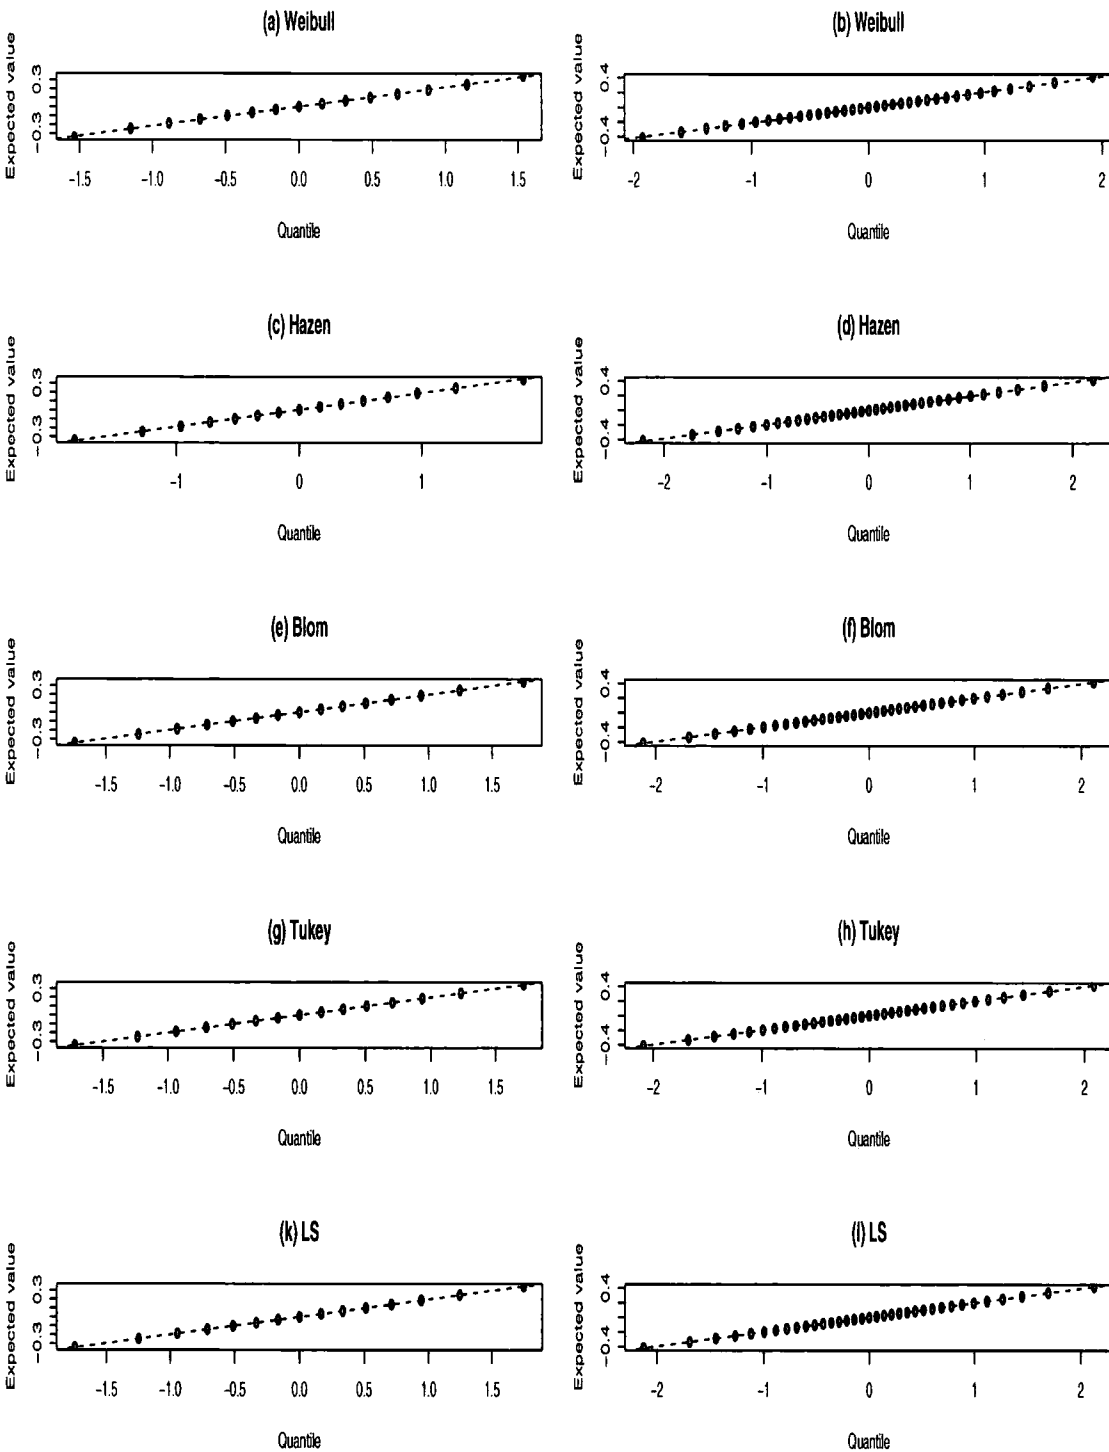 (a) Weibull
Expected value
0.3
-0.3
-1.5 -1.0 -0.5 0.0 0.5 1.0 1.5
Quantile
(b) Weibull
Expected value
0.4
-0.4
-2 -1 0 1 2
Quantile
(c) Hazen
Expected value
0.3
-0.3
-1 0 1
Quantile
(d) Hazen
Expected value
0.4
-0.4
-2 -1 0 1 2
Quantile
(e) Blom
Expected value
0.3
-0.3
-1.5 -1.0 -0.5 0.0 0.5 1.0 1.5
Quantile
(f) Blom
Expected value
0.4
-0.4
-2 -1 0 1 2
Quantile
(g) Tukey
Expected value
0.3
-0.3
-1.5 -1.0 -0.5 0.0 0.5 1.0 1.5
Quantile
(h) Tukey
Expected value
0.4
-0.4
-2 -1 0 1 2
Quantile
(k) LS
Expected value
0.3
-0.3
-1.5 -1.0 -0.5 0.0 0.5 1.0 1.5
Quantile
(l) LS
Expected value
0.4
-0.4
-2 -1 0 1 2
Quantile